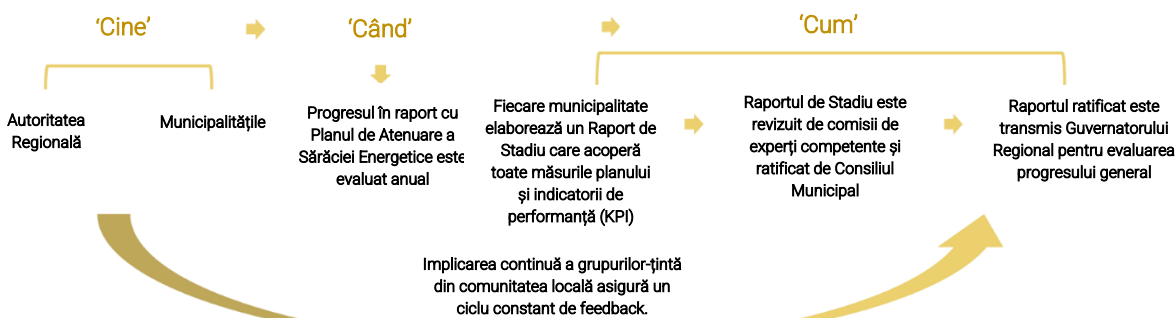 ‘Cine’
‘Când’
‘Cum’
Autoritatea
Regională
Municipalitățile
Progresul în raport cu
Planul de Atenuare a
Sărăciei Energetice este
evaluat anual
Fiecare municipalitate
elaborează un Raport de
Stadiu care acoperă
toate măsurile planului
și indicatorii de
performanță (KPI)
Raportul de Stadiu este
revizuit de comisii de
experți competente și
ratificat de Consiliul
Municipal
Raportul ratificat este
transmis Guvernatorului
Regional pentru evaluarea
progresului general
Implicarea continuă a grupurilor-țintă
din comunitatea locală asigură un
ciclu constant de feedback.